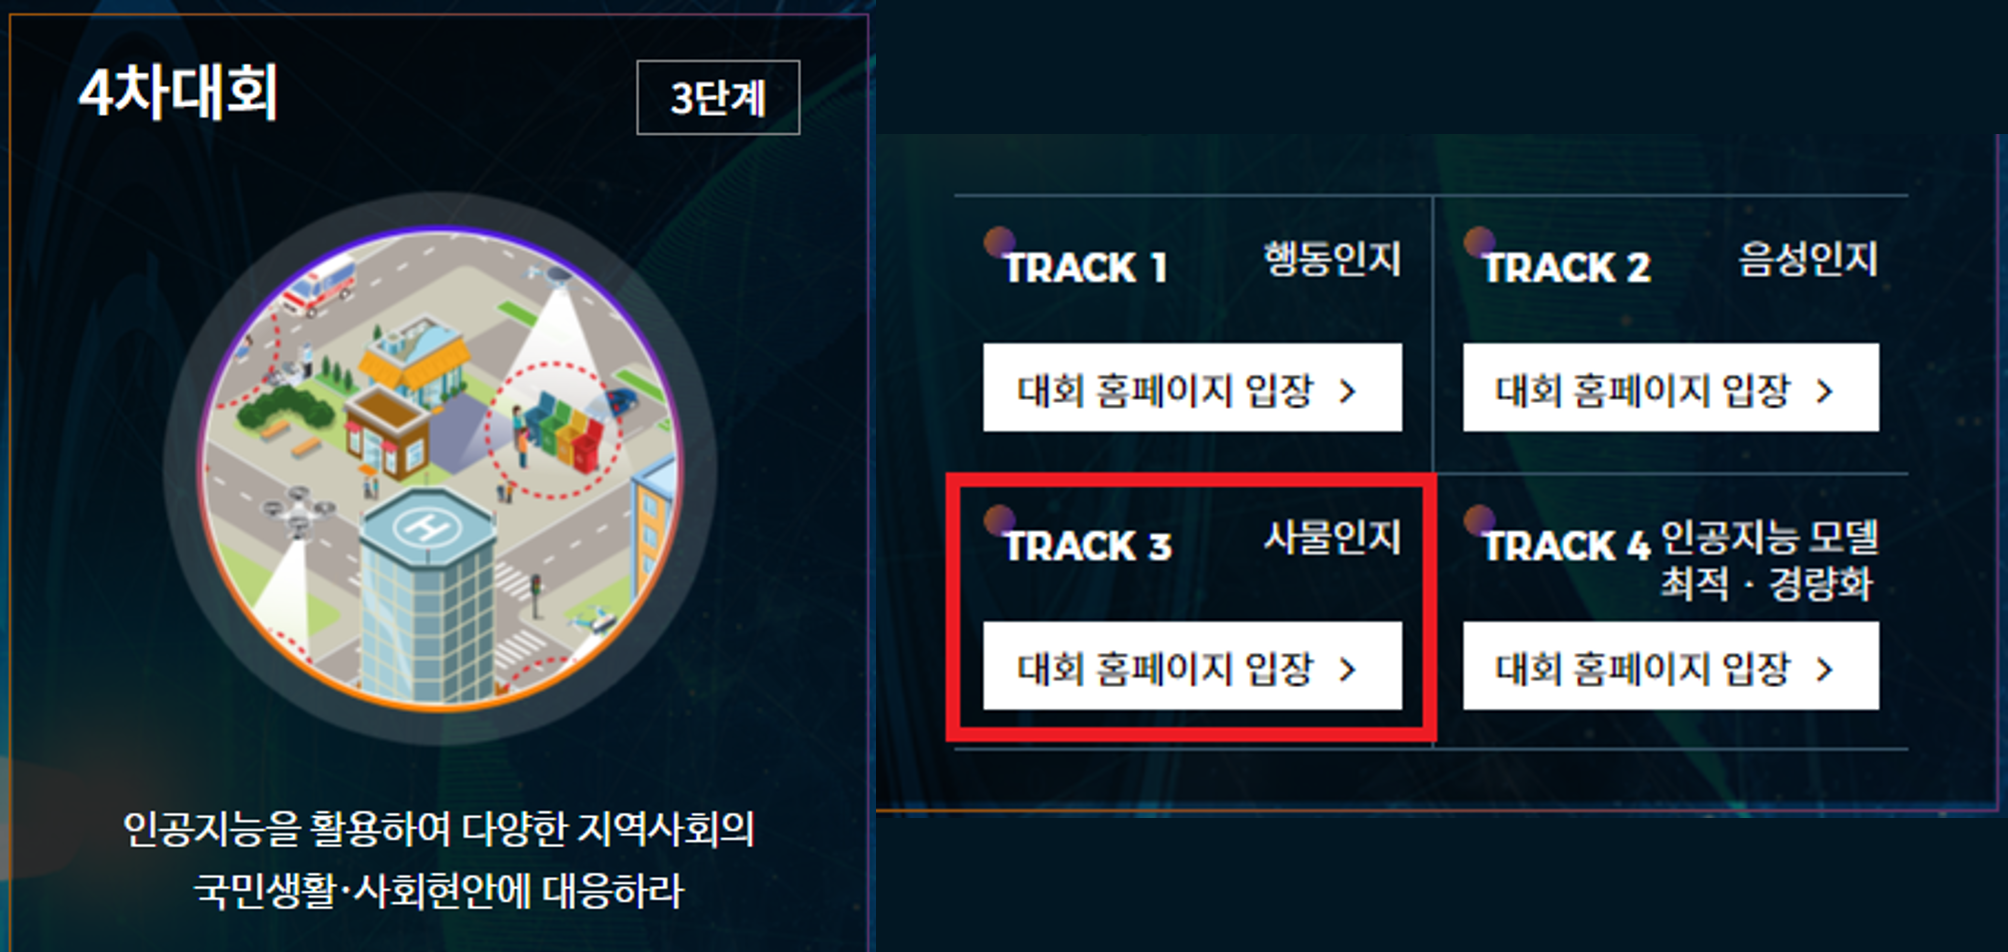 4차대회
3단계
인공지능을 활용하여 다양한 지역사회의
국민생활·사회현안에 대응하라
TRACK 1 행동인지
대회 홈페이지 입장 >
TRACK 2 음성인지
대회 홈페이지 입장 >
TRACK 3 사물인지
대회 홈페이지 입장 >
TRACK 4 인공지능 모델
최적 · 경량화
대회 홈페이지 입장 >
H